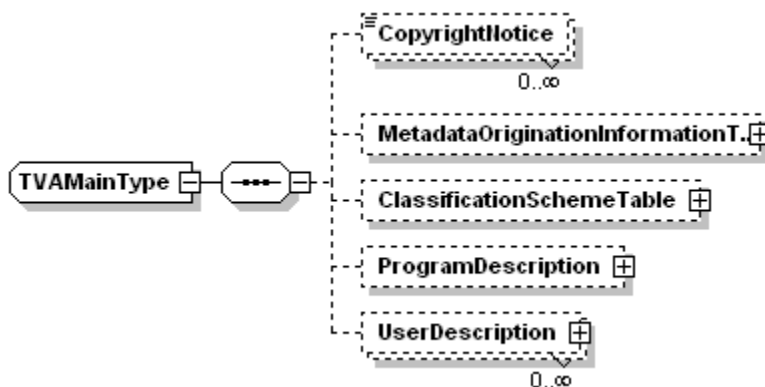 CopyrightNotice
0..∞
MetadataOriginationInformationT..
TVAMainType
ClassificationSchemeTable
ProgramDescription
UserDescription
0..∞